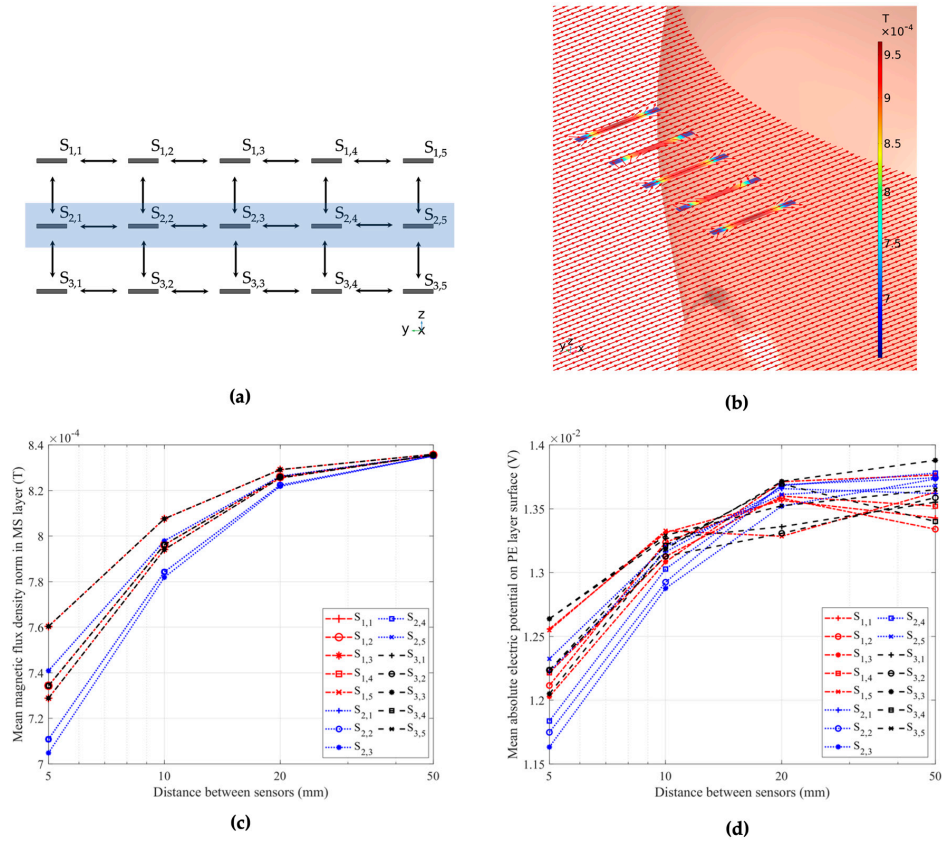 S1,1 S1,2 S1,3 S1,4 S1,5
S2,1 S2,2 S2,3 S2,4 S2,5
S3,1 S3,2 S3,3 S3,4 S3,5
z
y x
(a)
T
×10⁻⁴
9.5
9
8
7.5
7
y z x
(b)
×10⁻⁴
8.4
8.2
8
7.8
7.6
7.4
7.2
7
Mean magnetic flux density norm in MS layer (T)
5 10 20 50
Distance between sensors (mm)
S1,1 S2,4
S1,2 S2,5
S1,3 S3,1
S1,4 S3,2
S1,5 S3,3
S2,1 S3,4
S2,2 S3,5
S2,3
(c)
×10⁻²
1.4
1.35
1.3
1.25
1.2
1.15
Mean absolute electric potential on PE layer surface (V)
5 10 20 50
Distance between sensors (mm)
S1,1 S2,4
S1,2 S2,5
S1,3 S3,1
S1,4 S3,2
S1,5 S3,3
S2,1 S3,4
S2,2 S3,5
S2,3
(d)